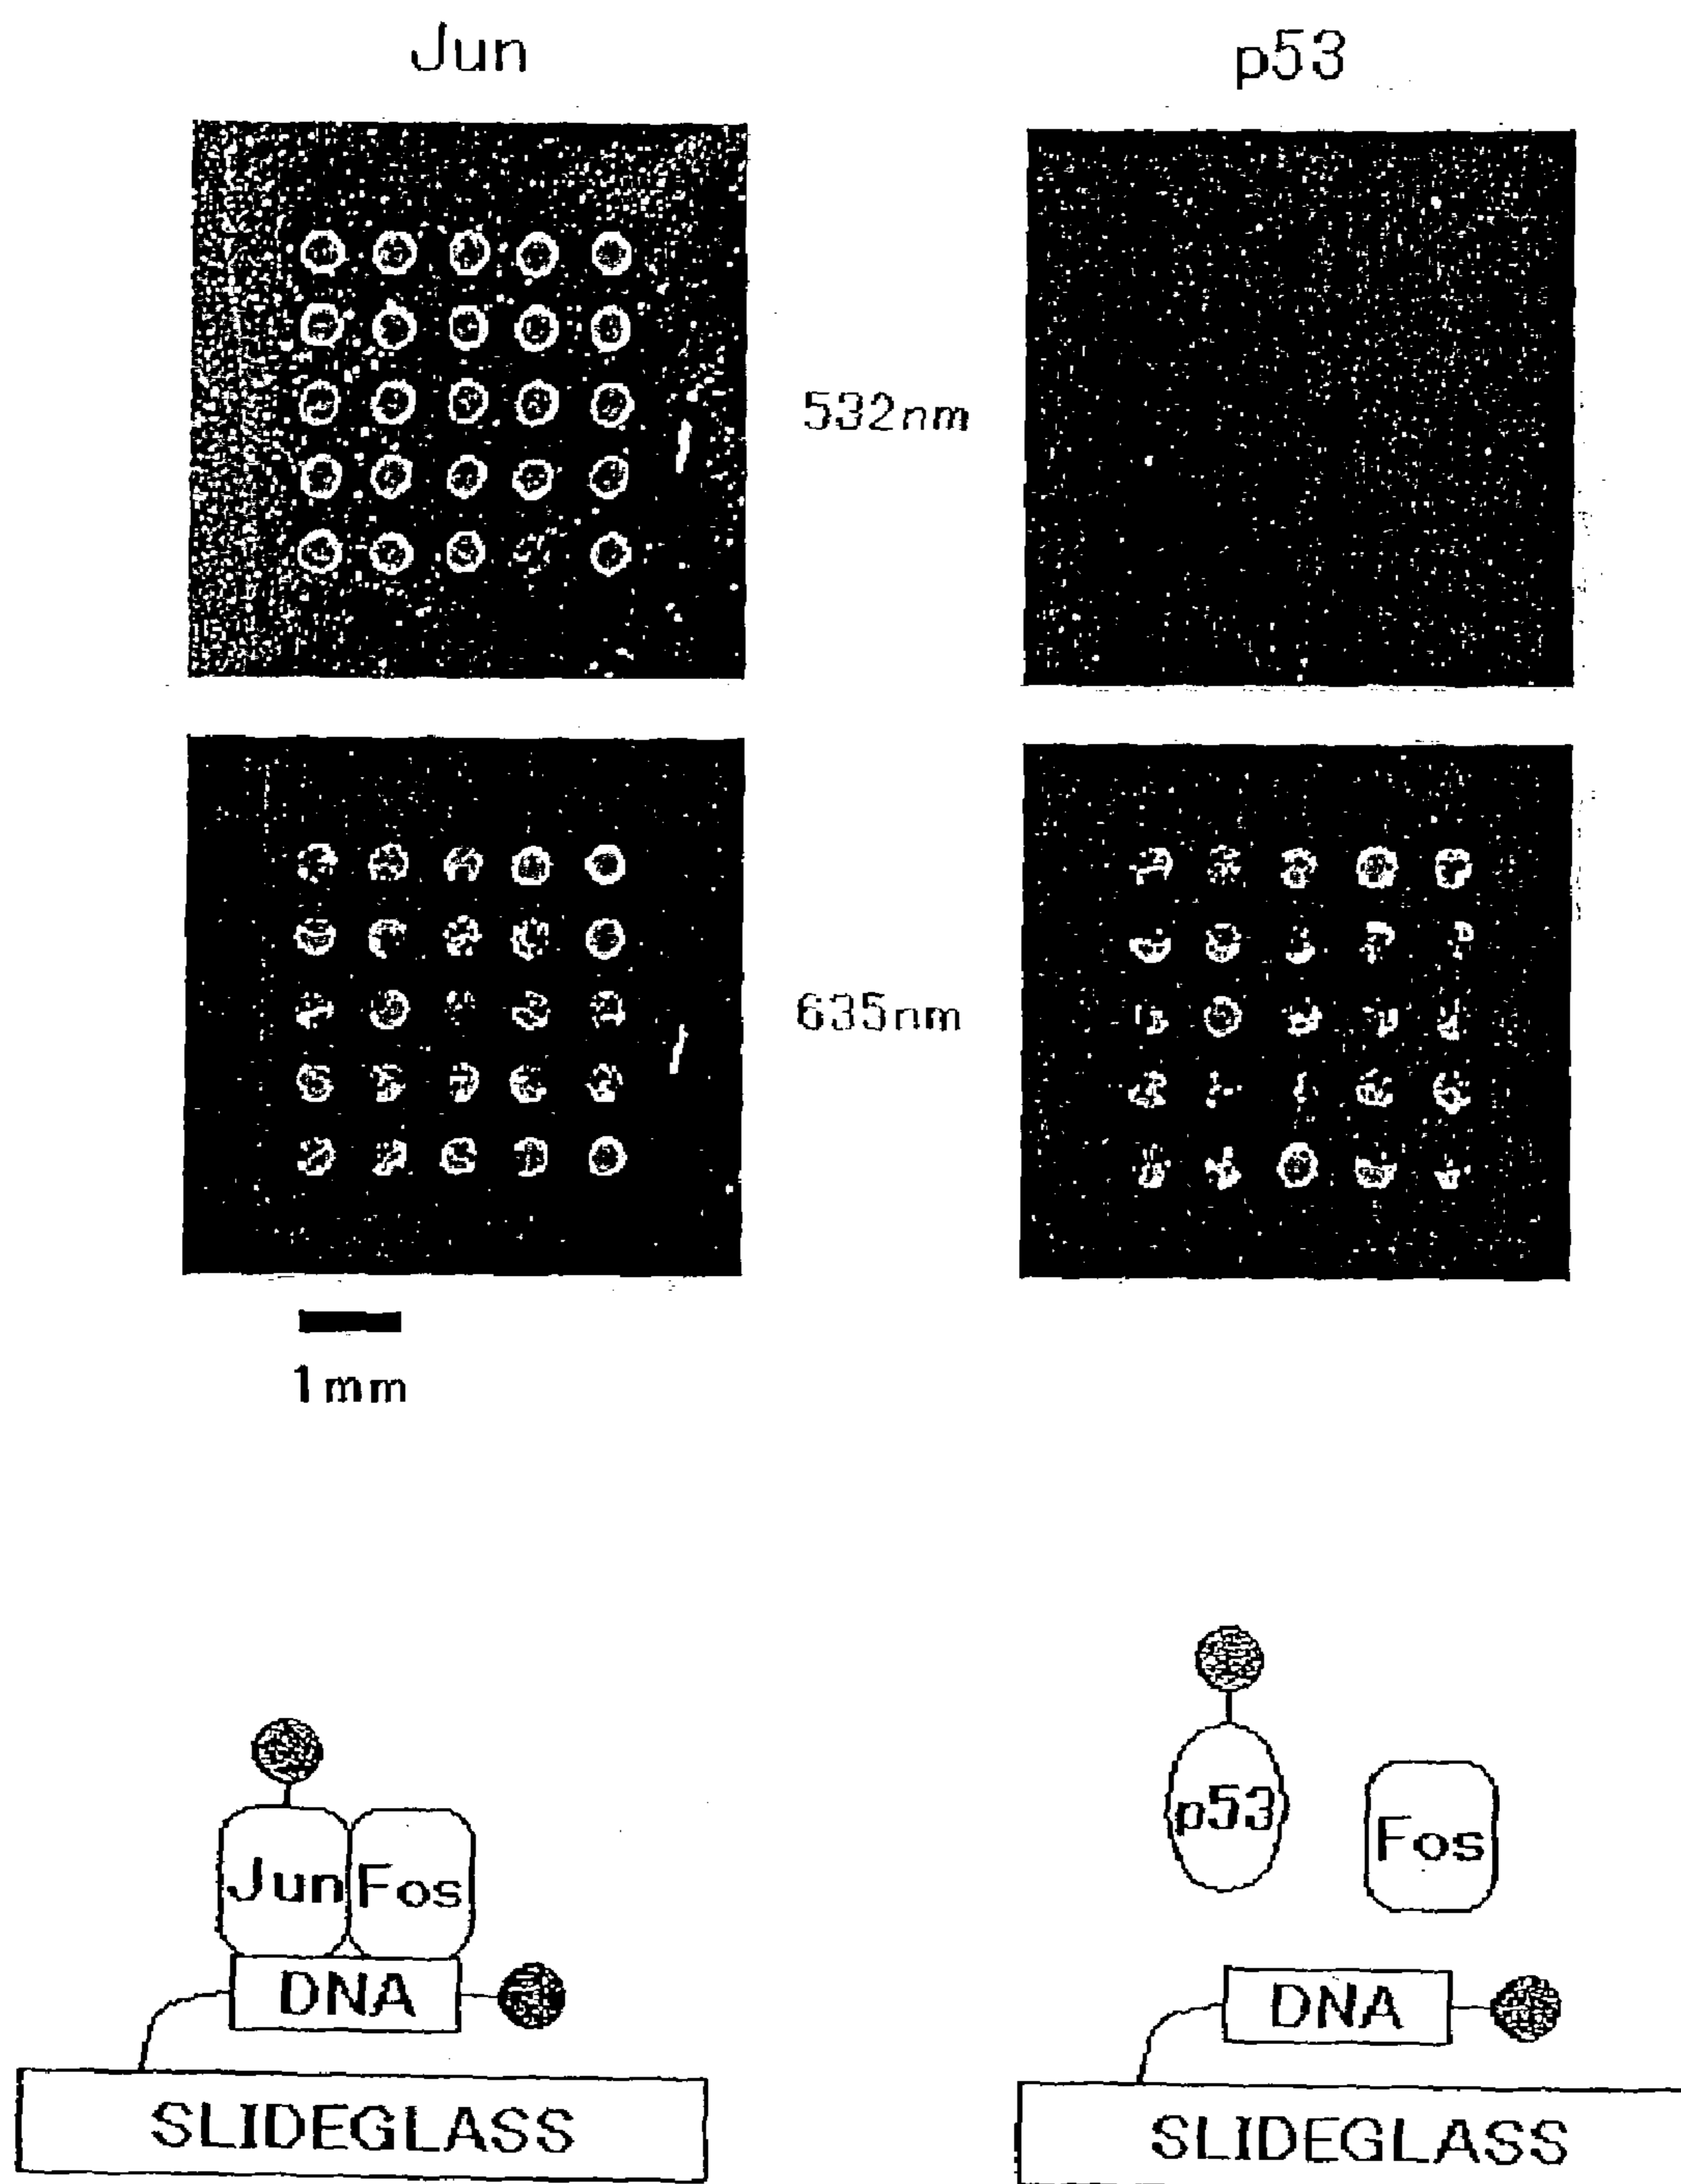 Jun
p53
532nm
635nm
1mm
Jun
Fos
DNA
SLIDEGLASS
p53
Fos
DNA
SLIDEGLASS